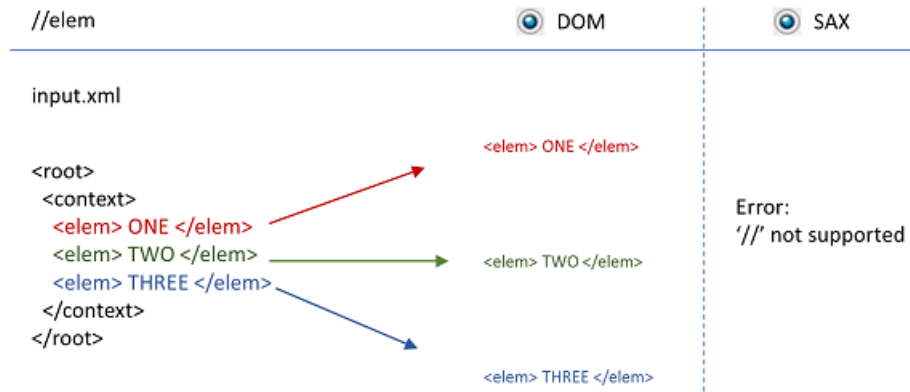 //elem
DOM
SAX
input.xml
<root>
<context>
<elem> ONE </elem>
<elem> TWO </elem>
<elem> THREE </elem>
</context>
</root>
<elem> ONE </elem>
<elem> TWO </elem>
<elem> THREE </elem>
Error:
‘//’ not supported